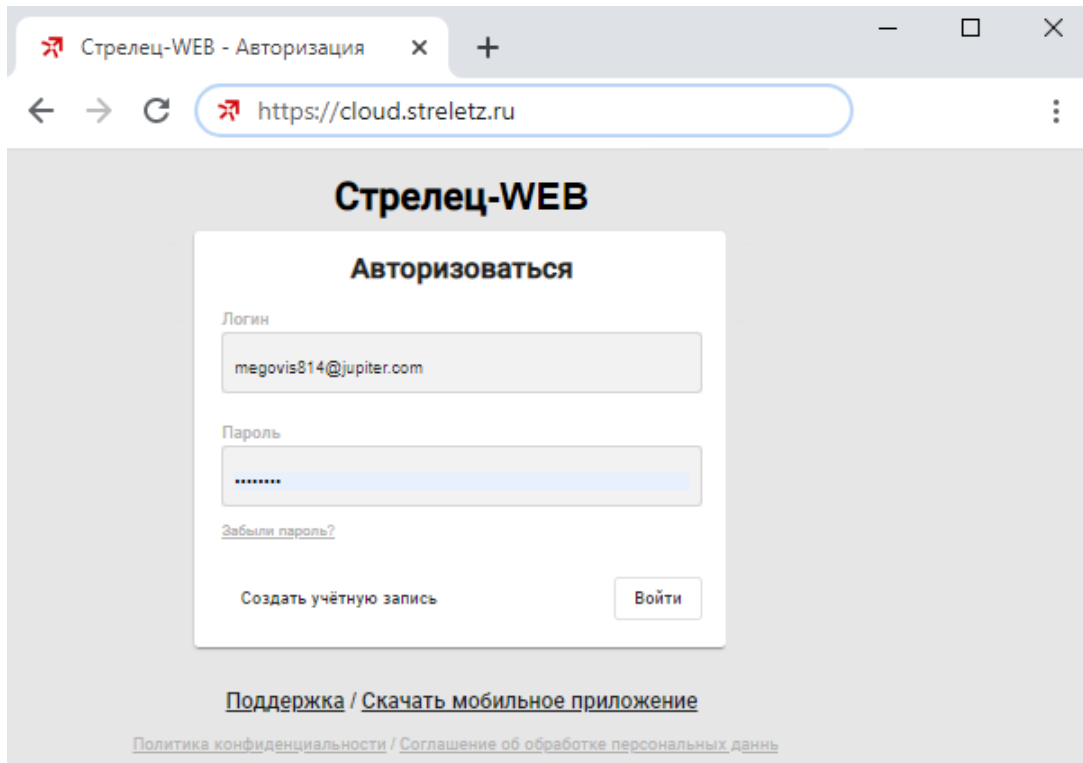 Стрелец-WEB - Авторизация
https://cloud.streletz.ru
Стрелец-WEB
Авторизоваться
Логин
megovis814@jupiter.com
Пароль
••••••••
Забыли пароль?
Создать учётную запись Войти
Поддержка / Скачать мобильное приложение
Политика конфиденциальности / Соглашение об обработке персональных даннь